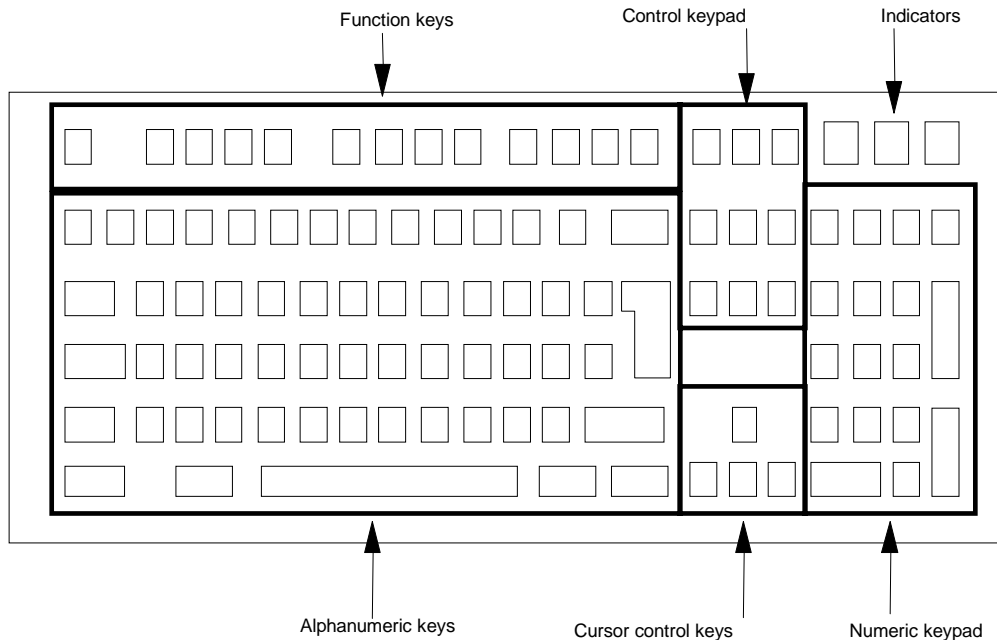 Function keys
Control keypad
Indicators
Alphanumeric keys
Cursor control keys
Numeric keypad